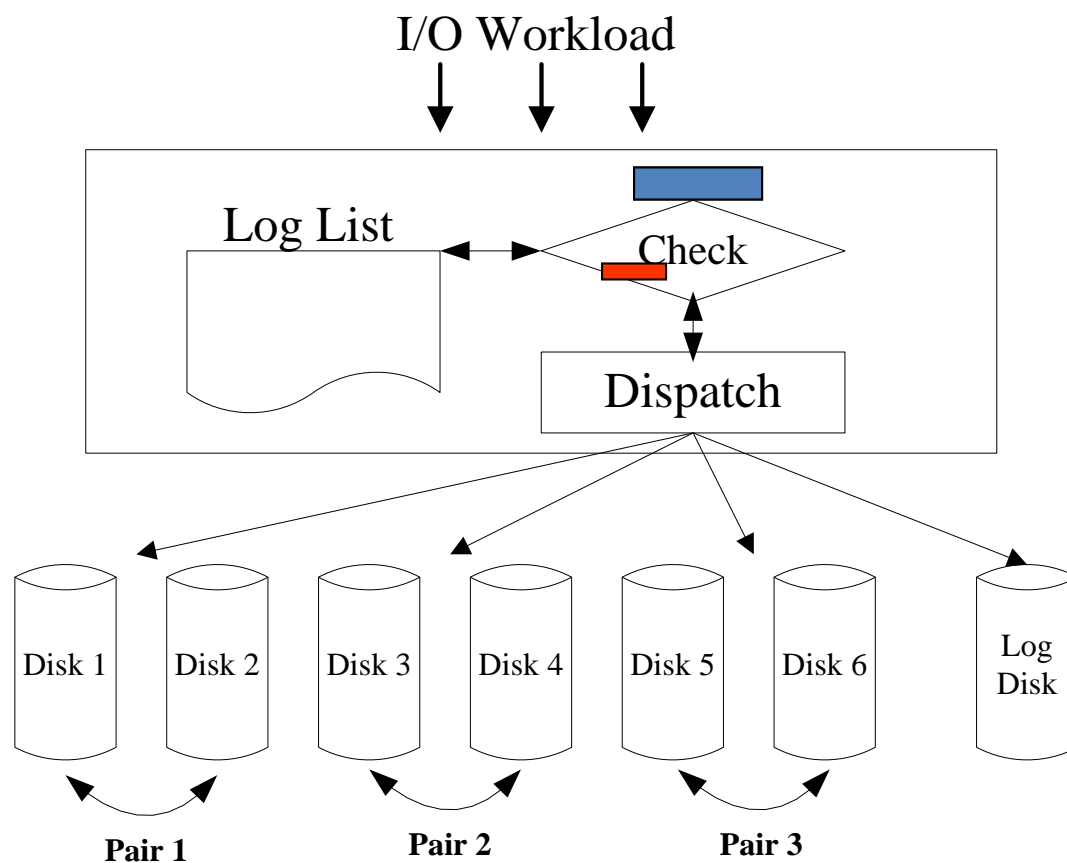 I/O Workload
Log List
Check
Dispatch
Disk 1
Disk 2
Disk 3
Disk 4
Disk 5
Disk 6
Log
Disk
Pair 1
Pair 2
Pair 3